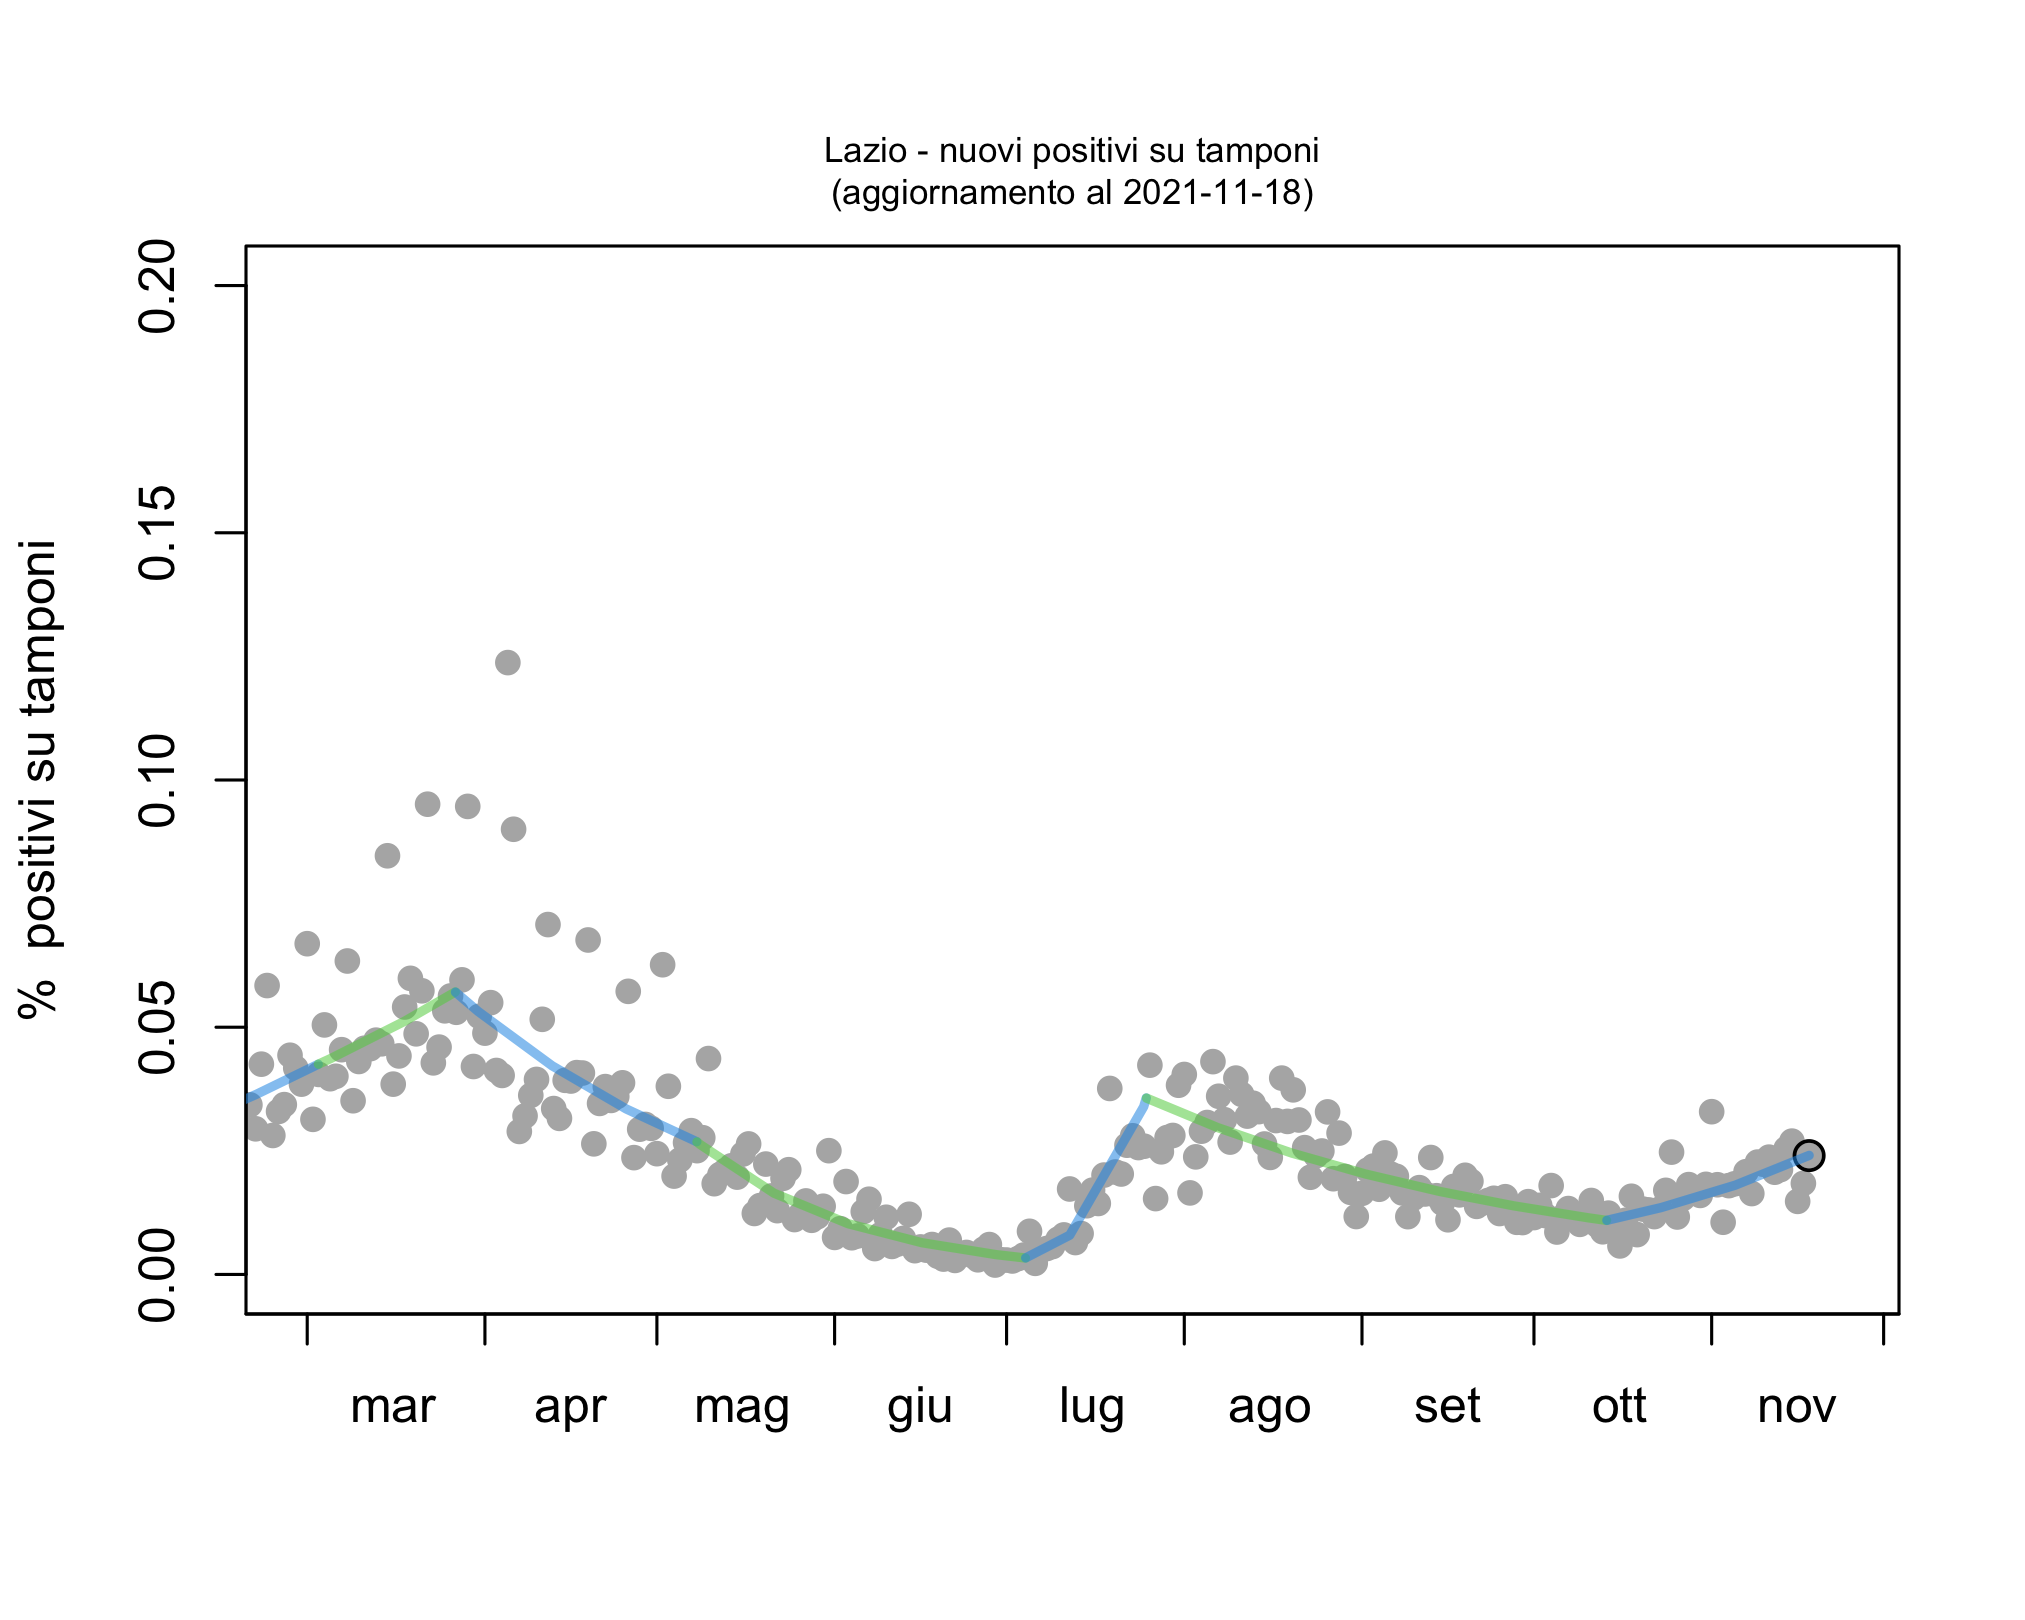 Lazio - nuovi positivi su tamponi
(aggiornamento al 2021-11-18)
% positivi su tamponi
0.20
0.15
0.10
0.05
0.00
mar apr mag giu lug ago set ott nov